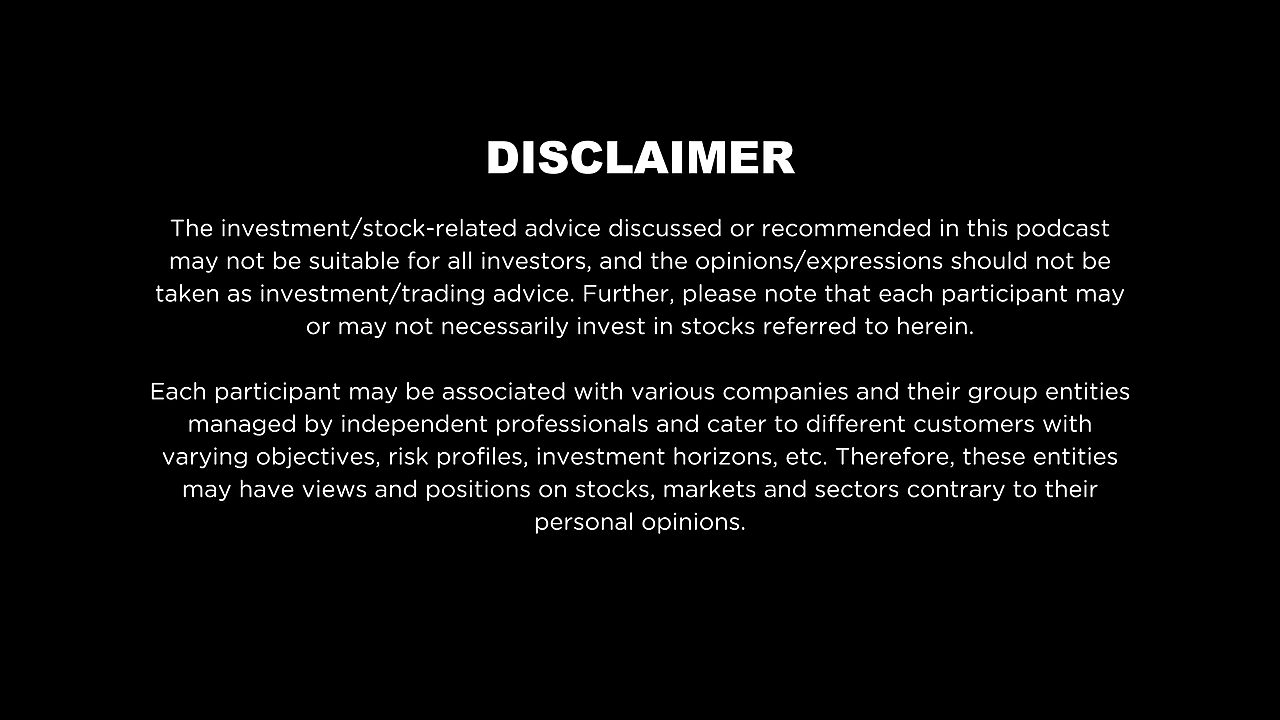 DISCLAIMER
The investment/stock-related advice discussed or recommended in this podcast
may not be suitable for all investors, and the opinions/expressions should not be
taken as investment/trading advice. Further, please note that each participant may
or may not necessarily invest in stocks referred to herein.
Each participant may be associated with various companies and their group entities
managed by independent professionals and cater to different customers with
varying objectives, risk profiles, investment horizons, etc. Therefore, these entities
may have views and positions on stocks, markets and sectors contrary to their
personal opinions.